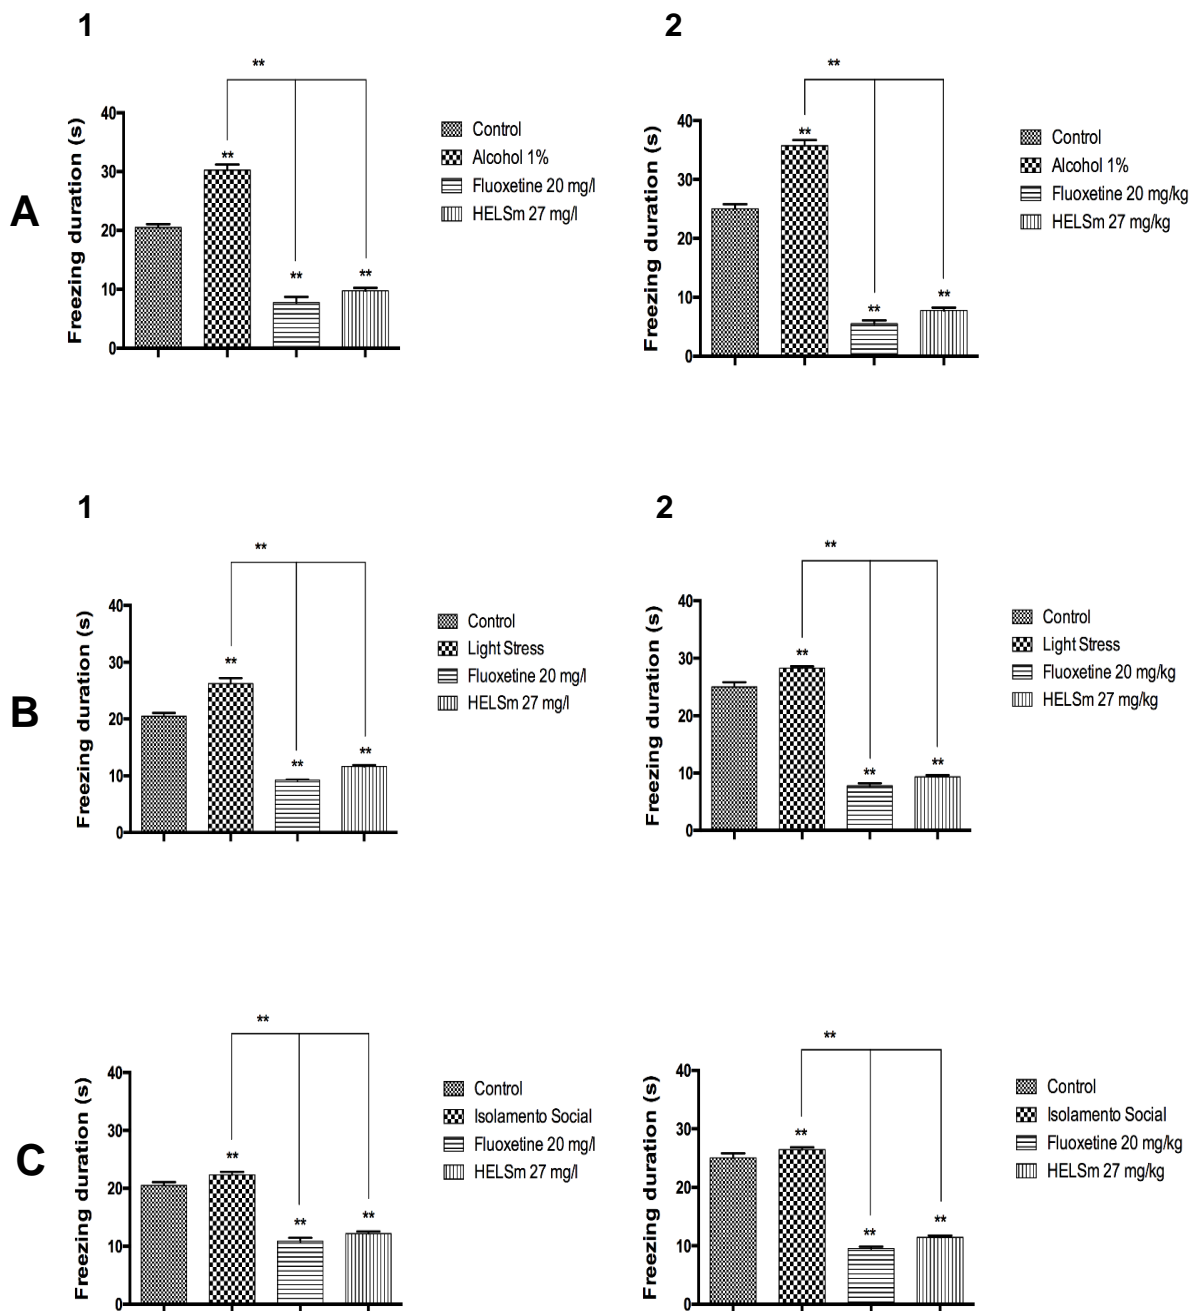 1
2
A
**
Freezing duration (s)
40
30
20
10
0
**
**
**
Control
Alcohol 1%
Fluoxetine 20 mg/l
HELSm 27 mg/l
**
Freezing duration (s)
40
30
20
10
0
**
**
**
Control
Alcohol 1%
Fluoxetine 20 mg/kg
HELSm 27 mg/kg
1
2
B
**
Freezing duration (s)
40
30
20
10
0
**
**
**
Control
Light Stress
Fluoxetine 20 mg/l
HELSm 27 mg/l
**
Freezing duration (s)
40
30
20
10
0
**
**
**
Control
Light Stress
Fluoxetine 20 mg/kg
HELSm 27 mg/kg
C
**
Freezing duration (s)
40
30
20
10
0
**
**
**
Control
Isolamento Social
Fluoxetine 20 mg/l
HELSm 27 mg/l
**
Freezing duration (s)
40
30
20
10
0
**
**
**
Control
Isolamento Social
Fluoxetine 20 mg/kg
HELSm 27 mg/kg